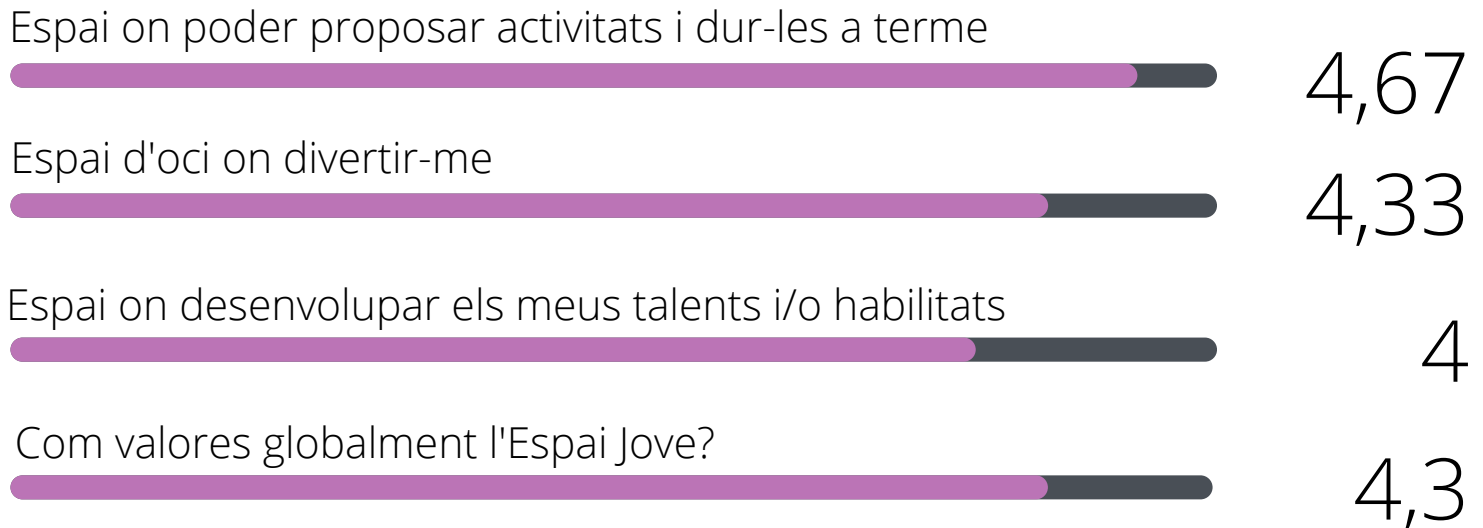 Espai on poder proposar activitats i dur-les a terme
4,67
Espai d'oci on divertir-me
4,33
Espai on desenvolupar els meus talents i/o habilitats
4
Com valores globalment l'Espai Jove?
4,3